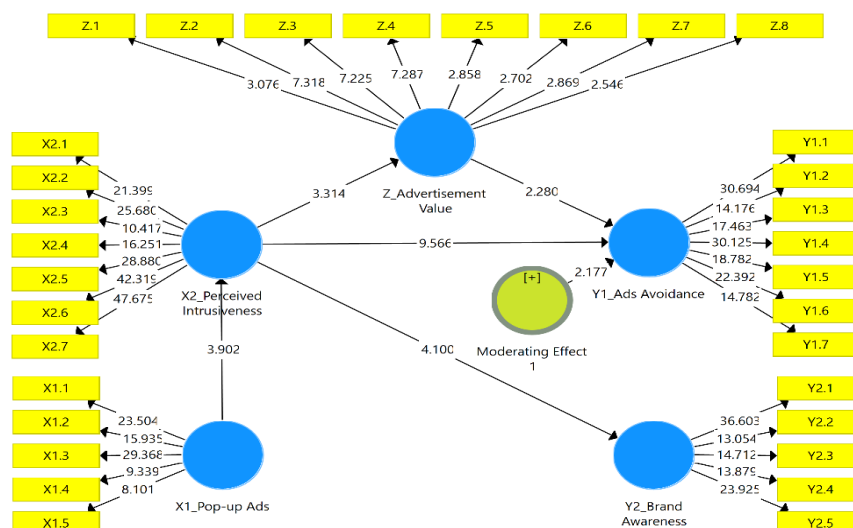 Z.1
Z.2
Z.3
Z.4
Z.5
Z.6
Z.7
Z.8
3.076
7.318
7.225
7.287
2.858
2.702
2.869
2.546
X2.1
X2.2
X2.3
X2.4
X2.5
X2.6
X2.7
21.399
25.680
10.417
16.251
28.880
42.319
47.675
X2_Perceived
Intrusiveness
3.314
Z_Advertisement
Value
2.280
9.566
[+]
2.177
Moderating Effect
1
Y1_Ads Avoidance
30.694
14.176
17.463
30.125
18.782
22.392
14.782
Y1.1
Y1.2
Y1.3
Y1.4
Y1.5
Y1.6
Y1.7
3.902
4.100
X1.1
X1.2
X1.3
X1.4
X1.5
23.504
15.935
29.368
9.339
8.101
X1_Pop-up Ads
Y2_Brand
Awareness
36.603
13.054
14.712
13.879
23.925
Y2.1
Y2.2
Y2.3
Y2.4
Y2.5